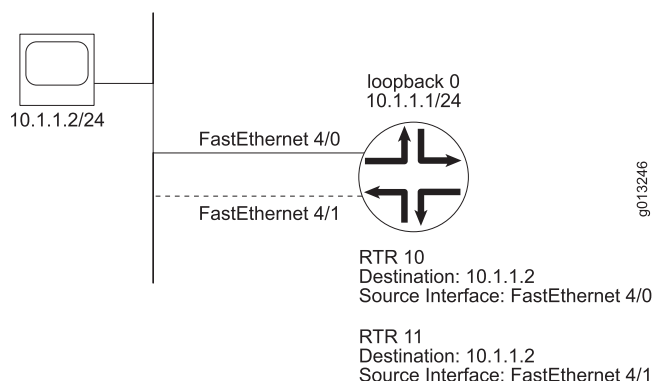 loopback 0
10.1.1.1/24
10.1.1.2/24
FastEthernet 4/0
FastEthernet 4/1
g013246
RTR 10
Destination: 10.1.1.2
Source Interface: FastEthernet 4/0
RTR 11
Destination: 10.1.1.2
Source Interface: FastEthernet 4/1